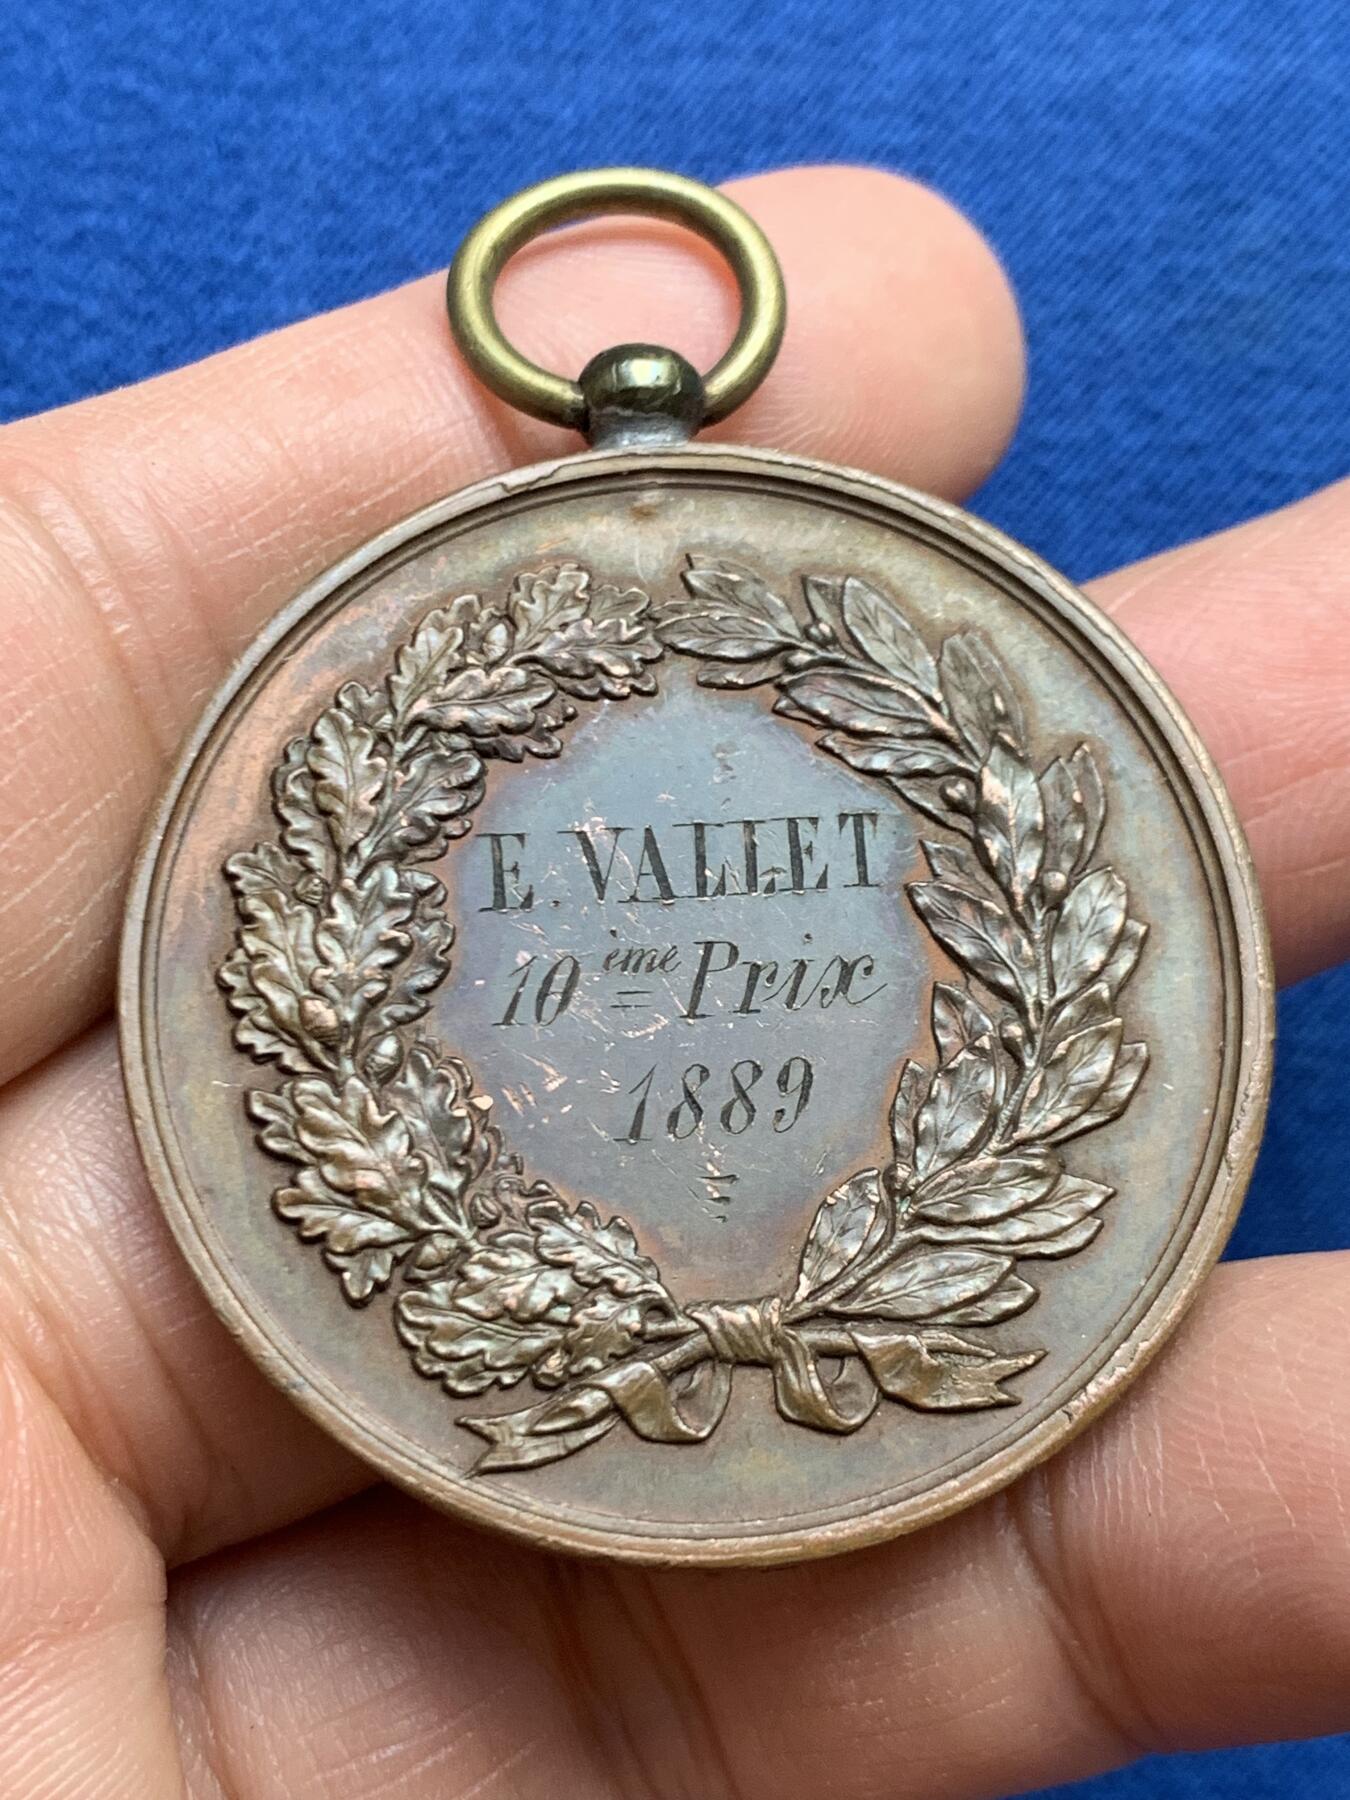 E. VALLET
10ème Prix
1889